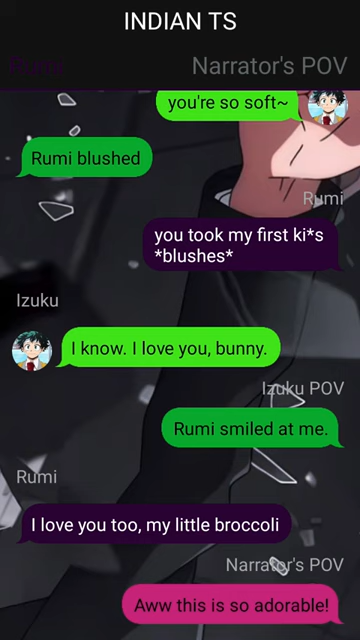 INDIAN TS
Rumi
Narrator's POV
you're so soft~
Rumi blushed
Rumi
you took my first ki*s
*blushes*
Izuku
I know. I love you, bunny.
Izuku POV
Rumi smiled at me.
Rumi
I love you too, my little broccoli
Narrator's POV
Aww this is so adorable!